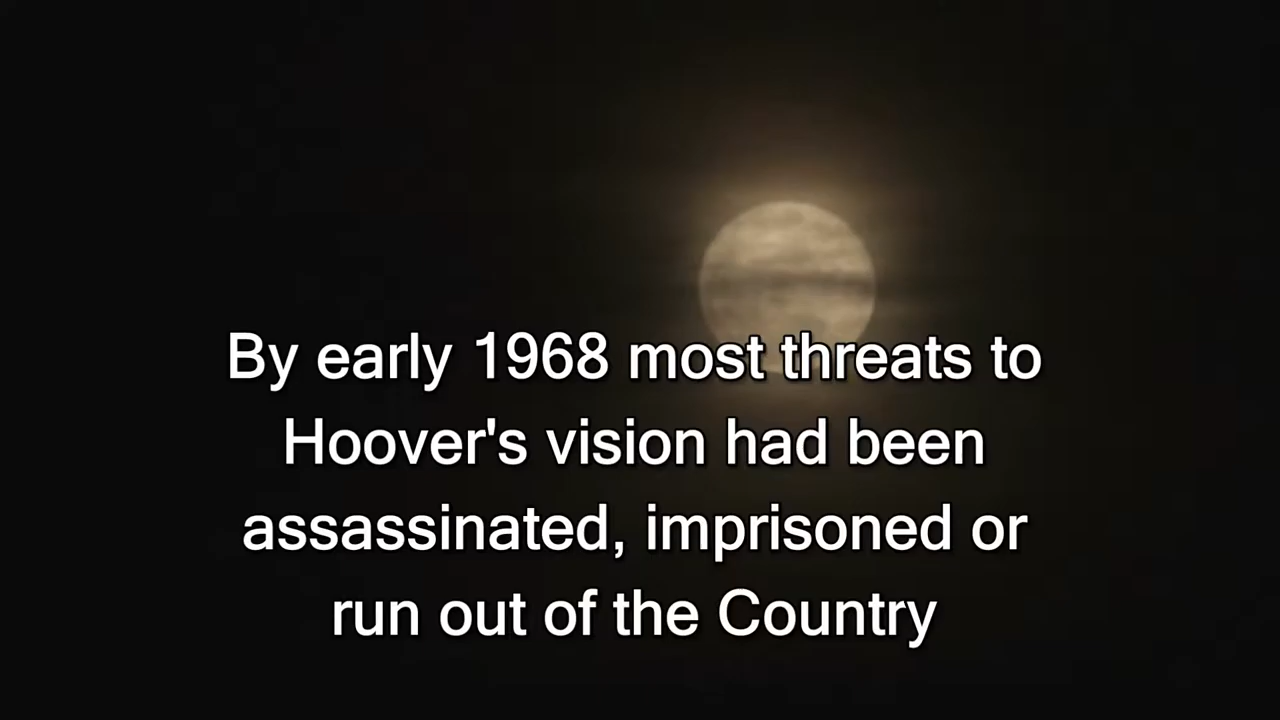 By early 1968 most threats to
Hoover's vision had been
assassinated, imprisoned or
run out of the Country